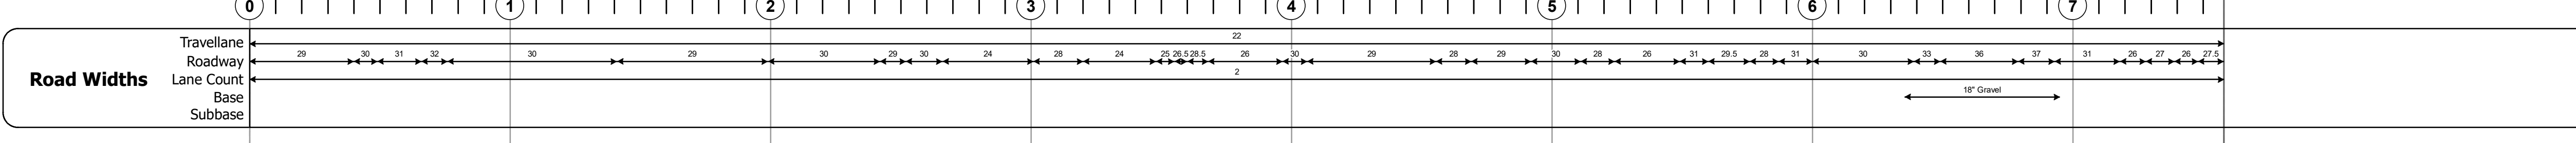 0 1 2 3 4 5 6 7
Road Widths
Travellane 22
Roadway 29 30 31 32 30 29 30 29 30 24 28 24 25 26.5 28.5 26 30 29 28 29 30 28 26 31 29.5 28 31 30 33 36 37 31 26 27 26 27.5
Lane Count 2
Base 18" Gravel
Subbase